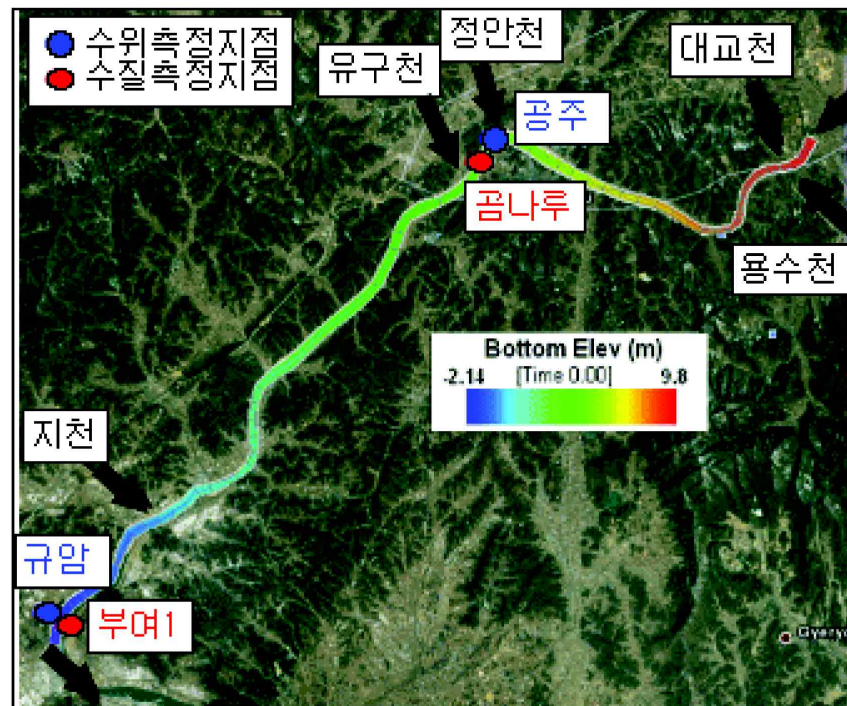 수위측정지점
수질측정지점
정안천
유구천
대교천
공주
곰나루
용수천
Bottom Elev (m)
-2.14 [Time 0.00] 9.8
지천
규암
부여1